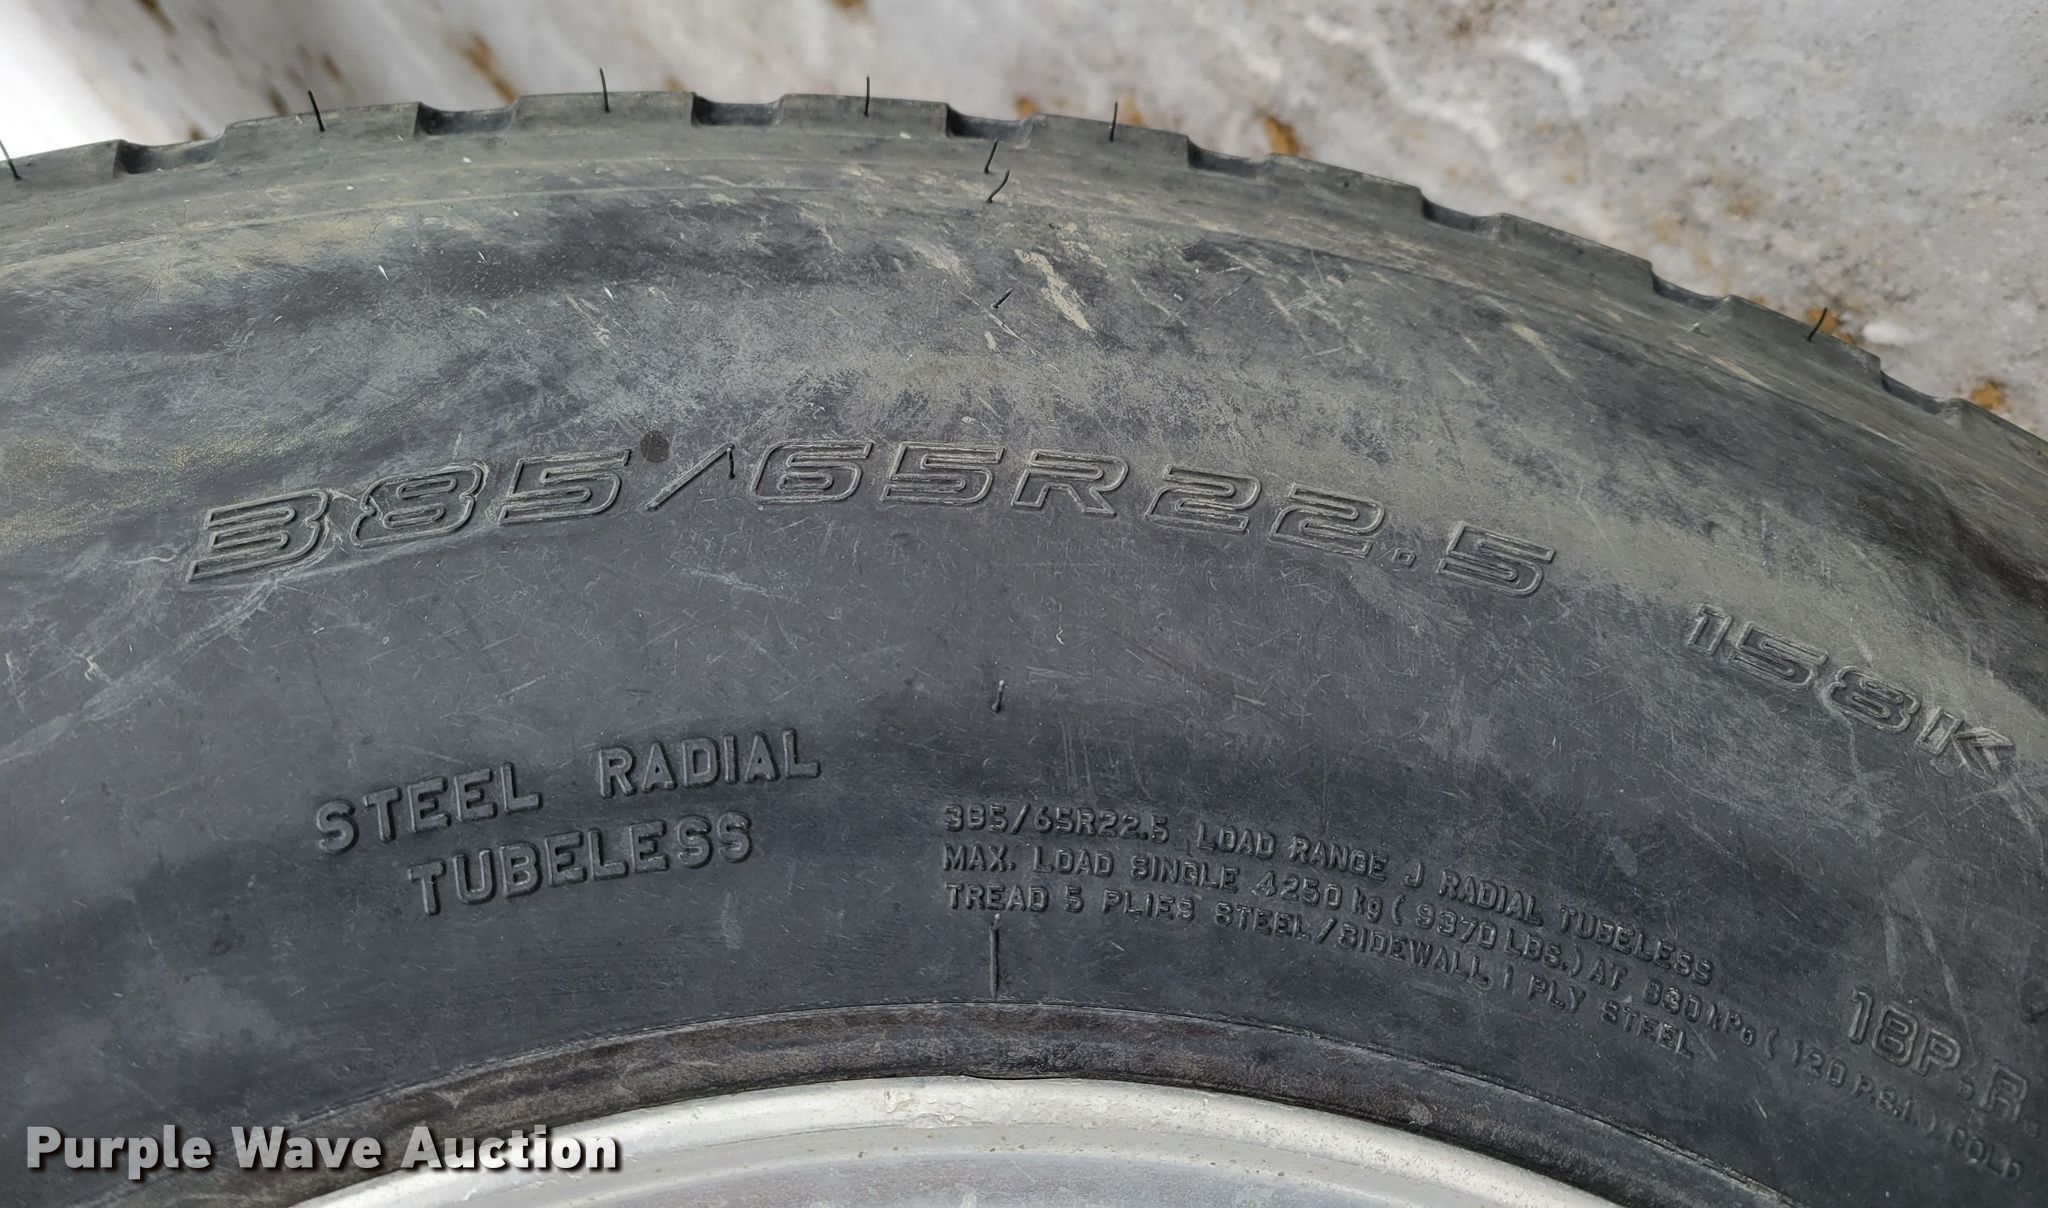 385/65R22.5
158K
STEEL RADIAL
TUBELESS
385/65R22.5 LOAD RANGE J RADIAL TUBELESS
MAX. LOAD SINGLE 4250 kg ( 9370 LBS.) AT 830 kPa ( 120 P.S.I. ) COLD
TREAD 5 PLIES STEEL/SIDEWALL 1 PLY STEEL
18P.R.
Purple Wave Auction